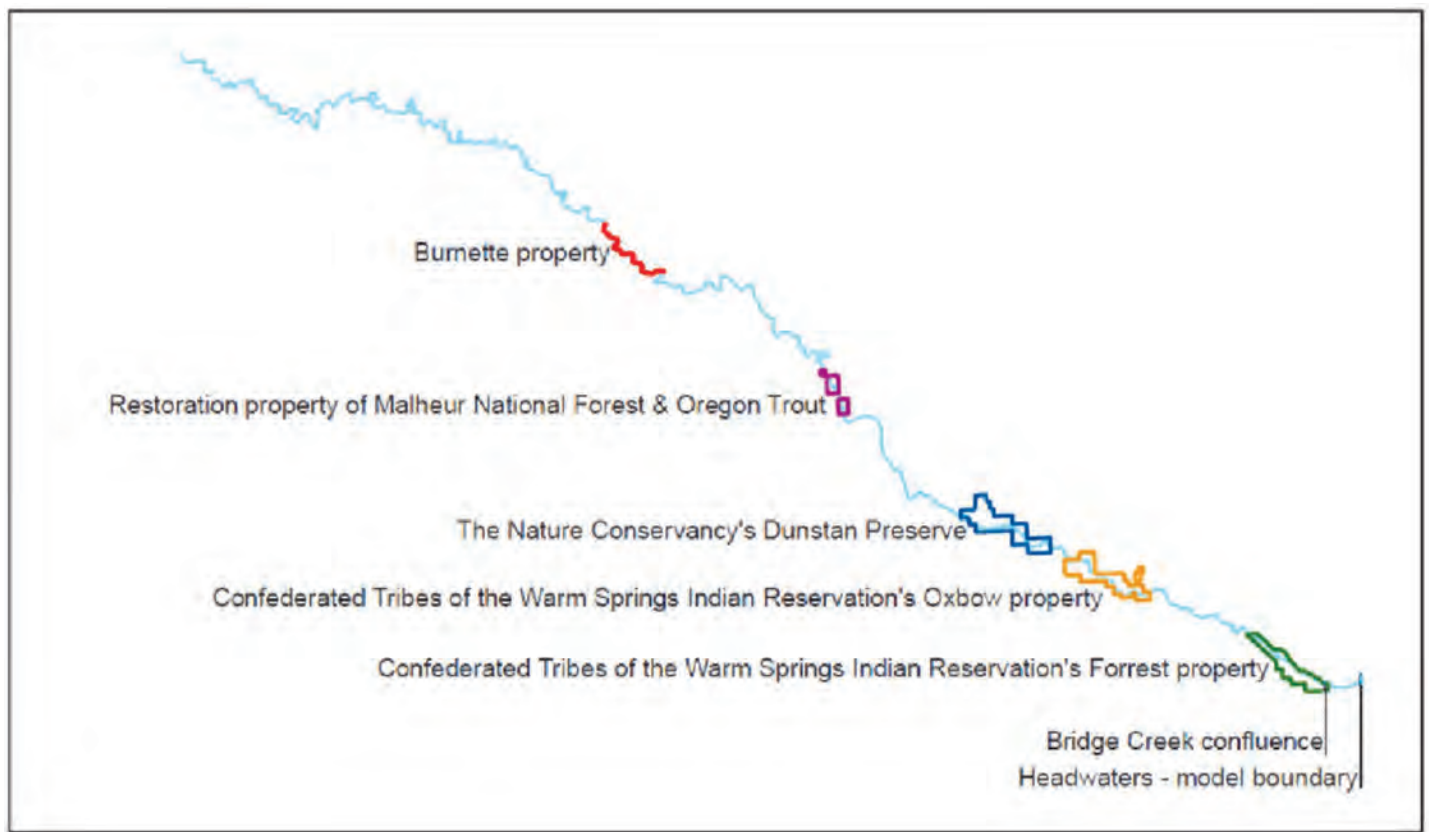 Burnette property
Restoration property of Malheur National Forest & Oregon Trout
The Nature Conservancy's Dunstan Preserve
Confederated Tribes of the Warm Springs Indian Reservation's Oxbow property
Confederated Tribes of the Warm Springs Indian Reservation's Forrest property
Bridge Creek confluence
Headwaters - model boundary